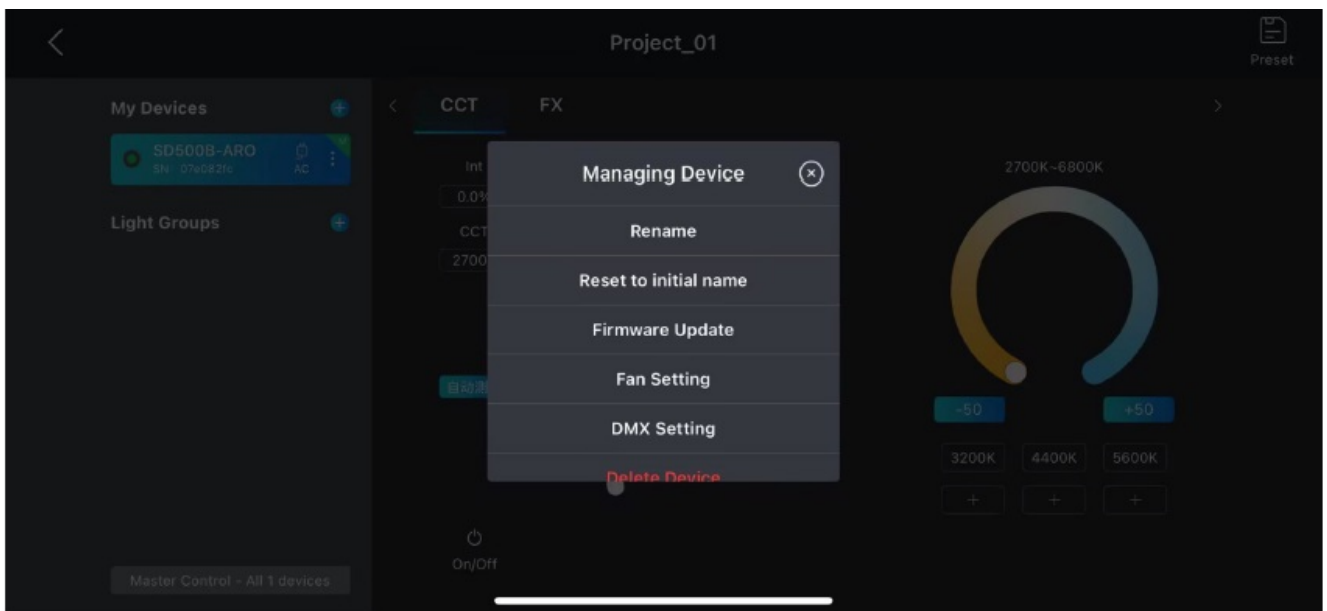 Project_01
Preset
My Devices
CCT FX
SD500B-ARO
AC
Light Groups
Int
0.0%
CCT
2700
Managing Device
Rename
Reset to initial name
Firmware Update
Fan Setting
DMX Setting
Delete Device
2700K~6800K
-50 +50
3200K 4400K 5600K
+ + +
On/Off
Master Control - All 1 devices